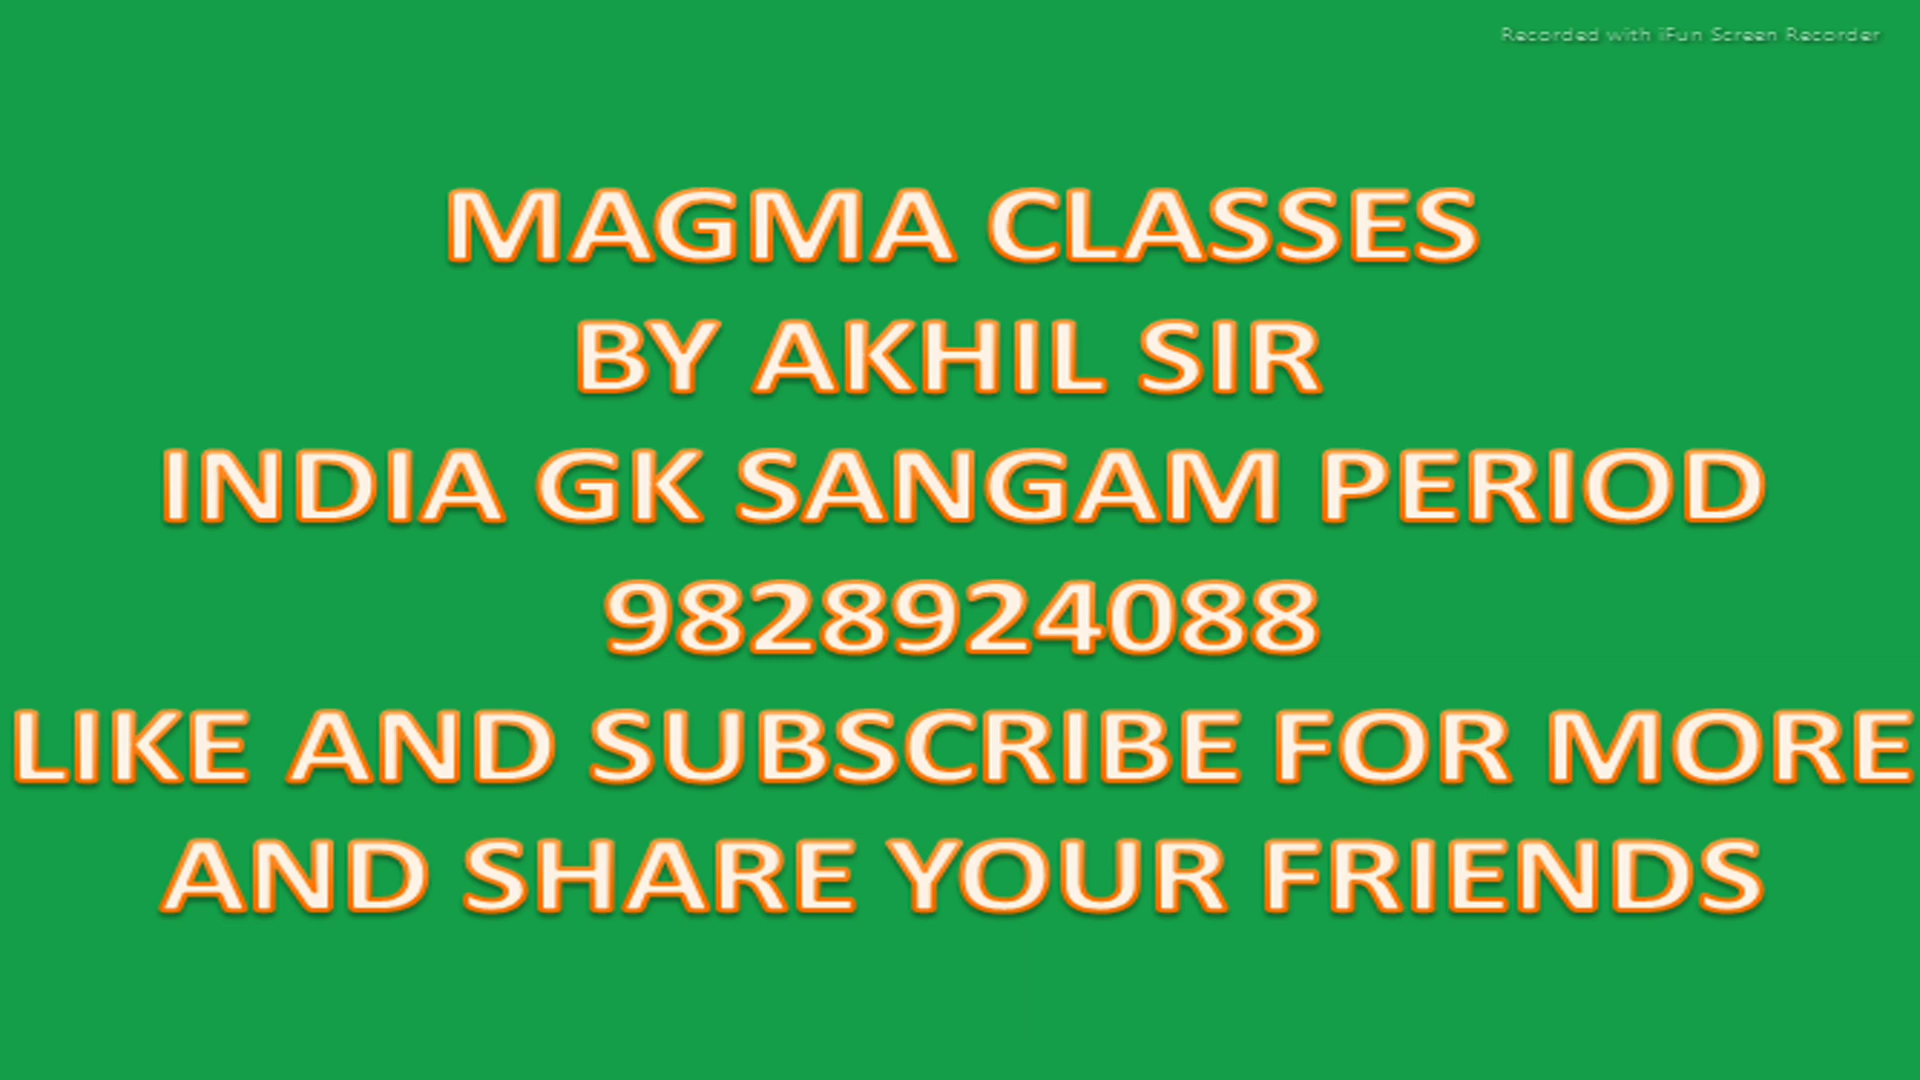 Recorded with iFun Screen Recorder
MAGMA CLASSES
BY AKHIL SIR
INDIA GK SANGAM PERIOD
9828924088
LIKE AND SUBSCRIBE FOR MORE
AND SHARE YOUR FRIENDS